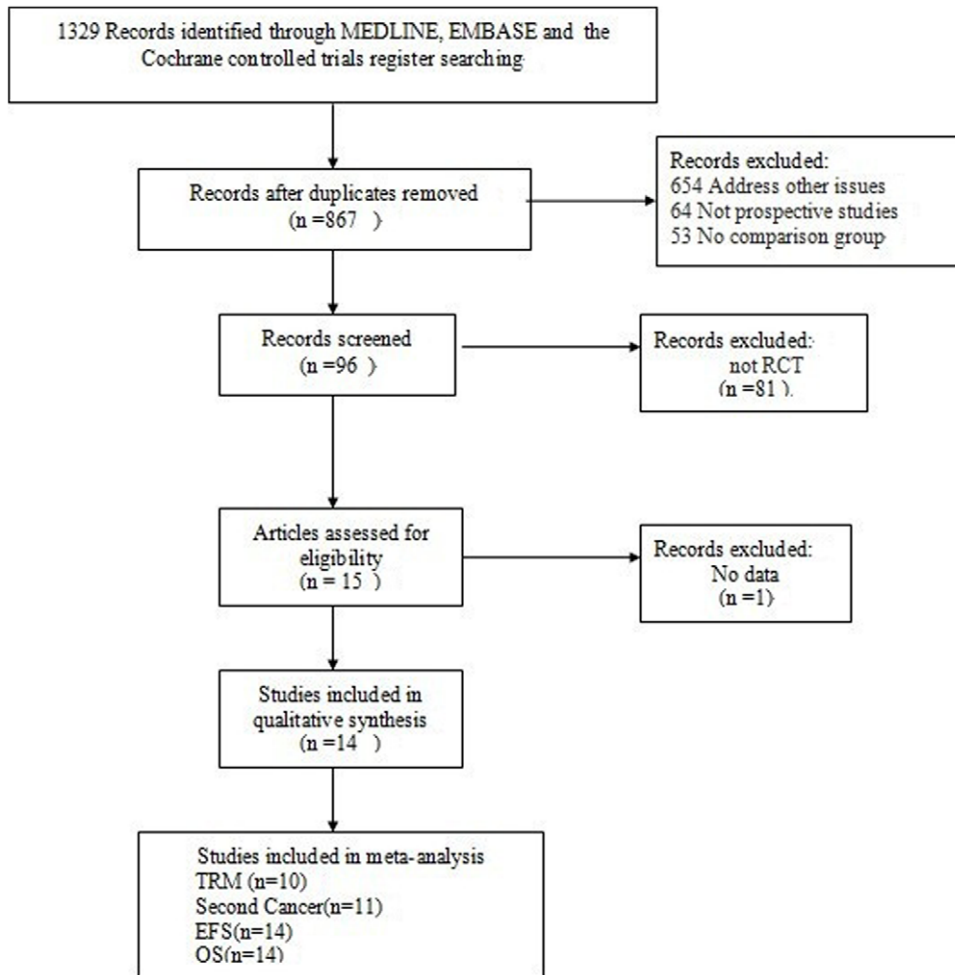 1329 Records identified through MEDLINE, EMBASE and the
Cochrane controlled trials register searching
Records after duplicates removed
(n =867 )
Records excluded:
654 Address other issues
64 Not prospective studies
53 No comparison group
Records screened
(n =96 )
Records excluded:
not RCT
(n =81 ).
Articles assessed for
eligibility
(n = 15 )
Records excluded:
No data
(n =1)
Studies included in
qualitative synthesis
(n =14 )
Studies included in meta-analysis
TRM (n=10)
Second Cancer(n=11)
EFS(n=14)
OS(n=14)